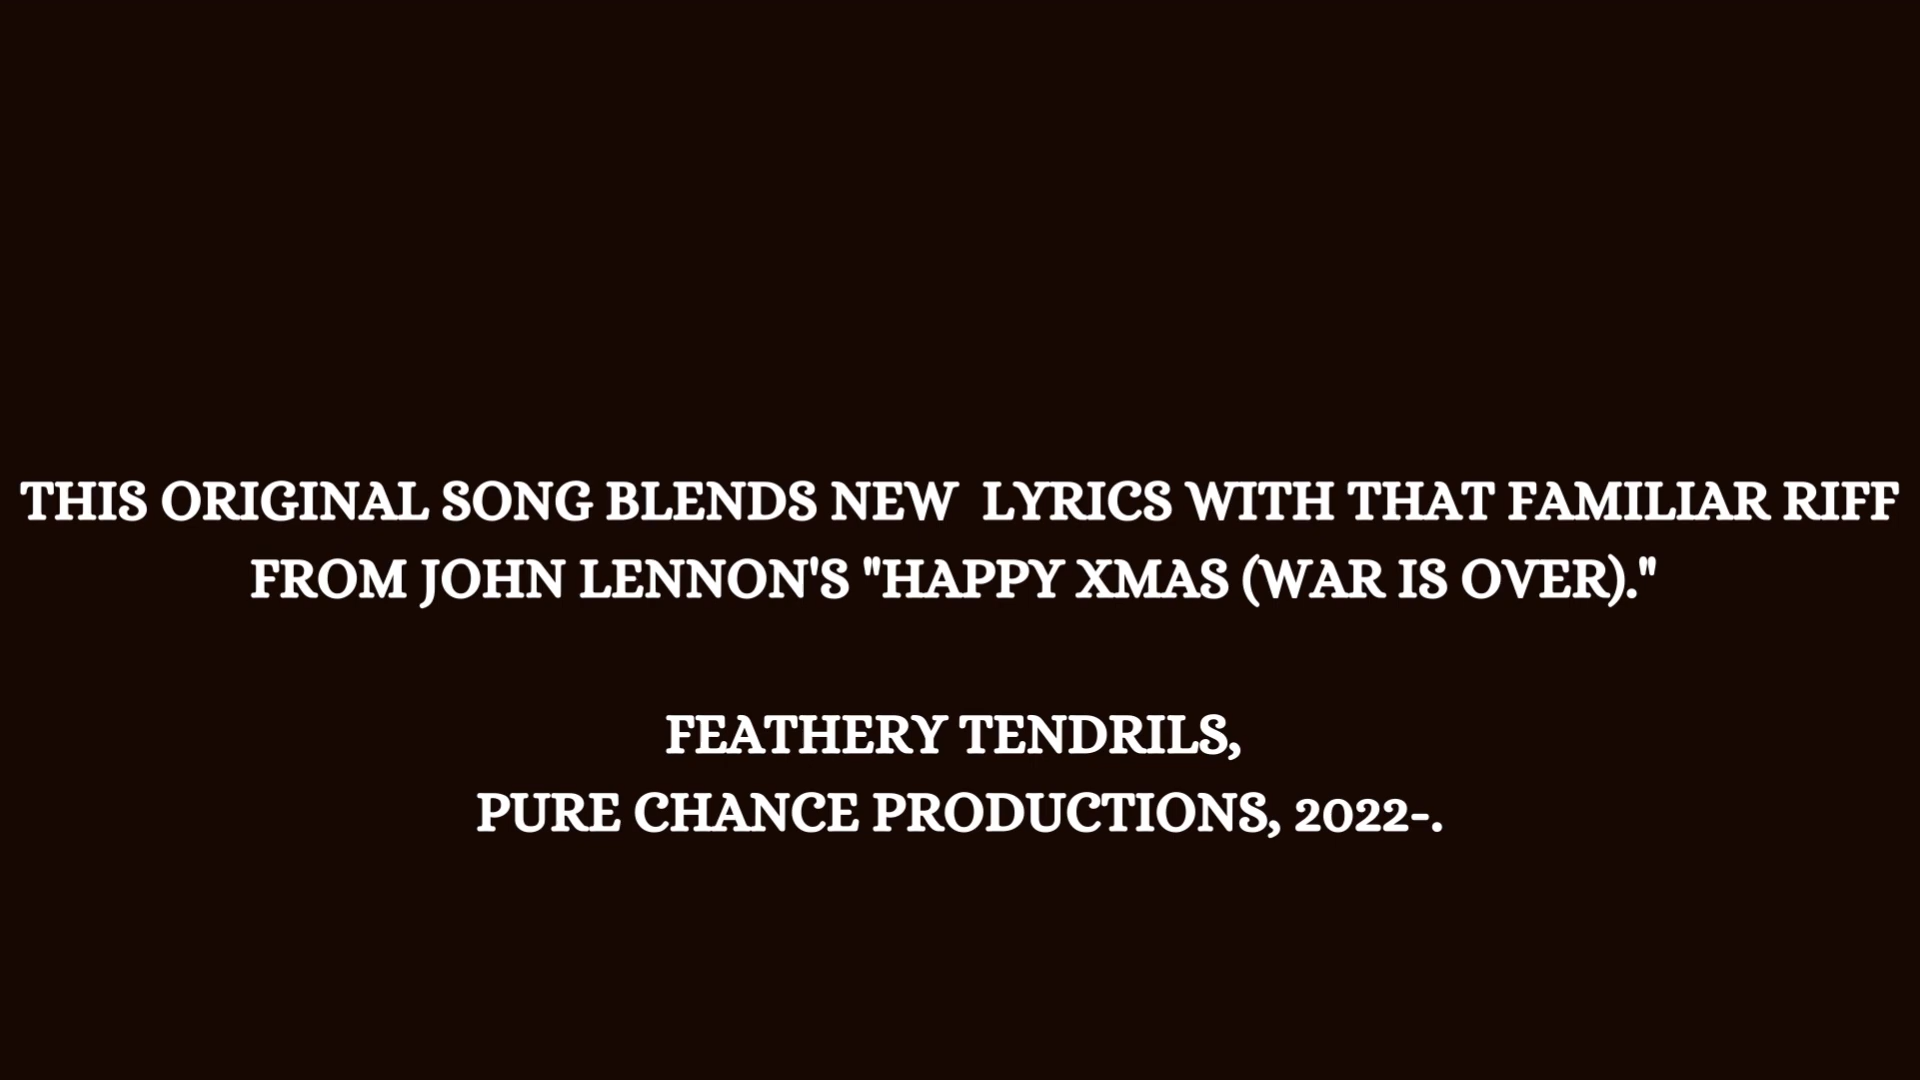 THIS ORIGINAL SONG BLENDS NEW  LYRICS WITH THAT FAMILIAR RIFF
FROM JOHN LENNON'S "HAPPY XMAS (WAR IS OVER)."
FEATHERY TENDRILS,
PURE CHANCE PRODUCTIONS, 2022-.